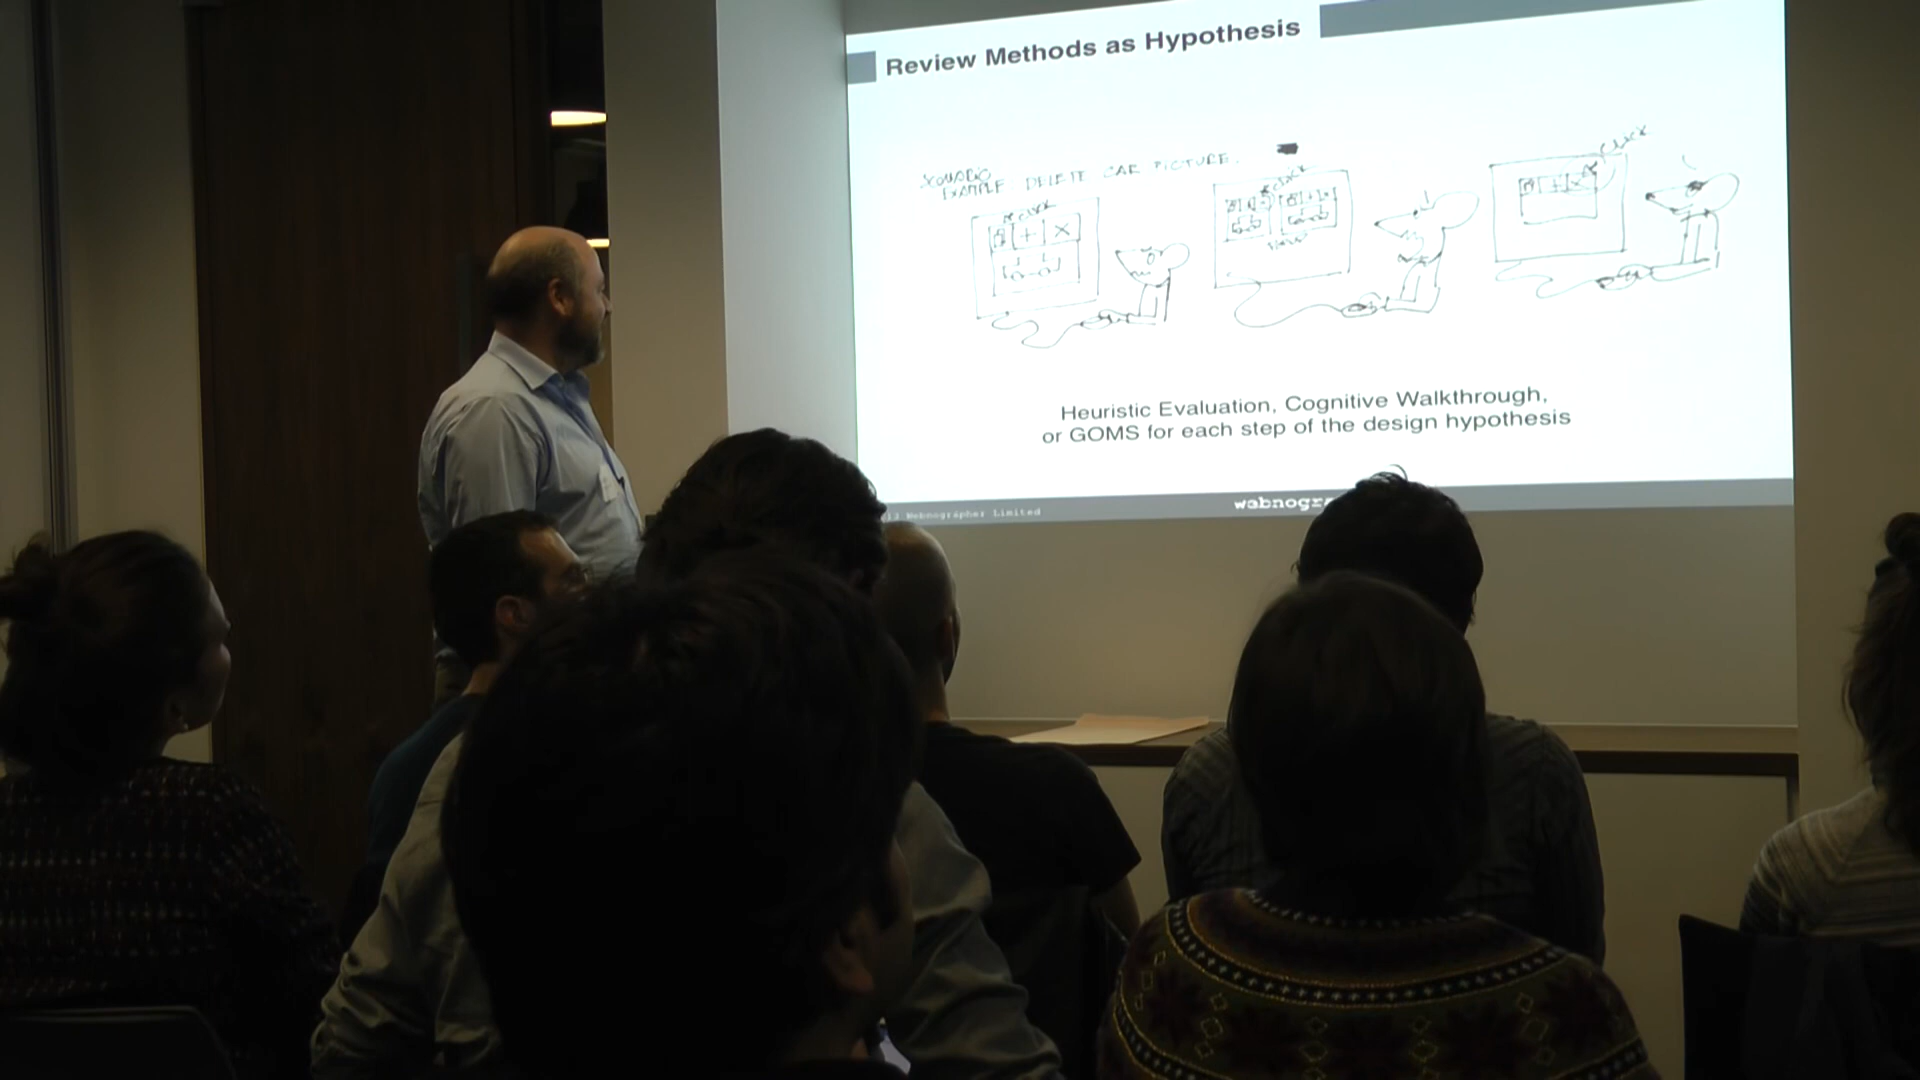 Review Methods as Hypothesis
EXAMPLE. DELETE CAR PICTURE.
CLICK
CLICK
CLICK
Heuristic Evaluation, Cognitive Walkthrough,
or GOMS for each step of the design hypothesis
Webnographer Limited
webnogra